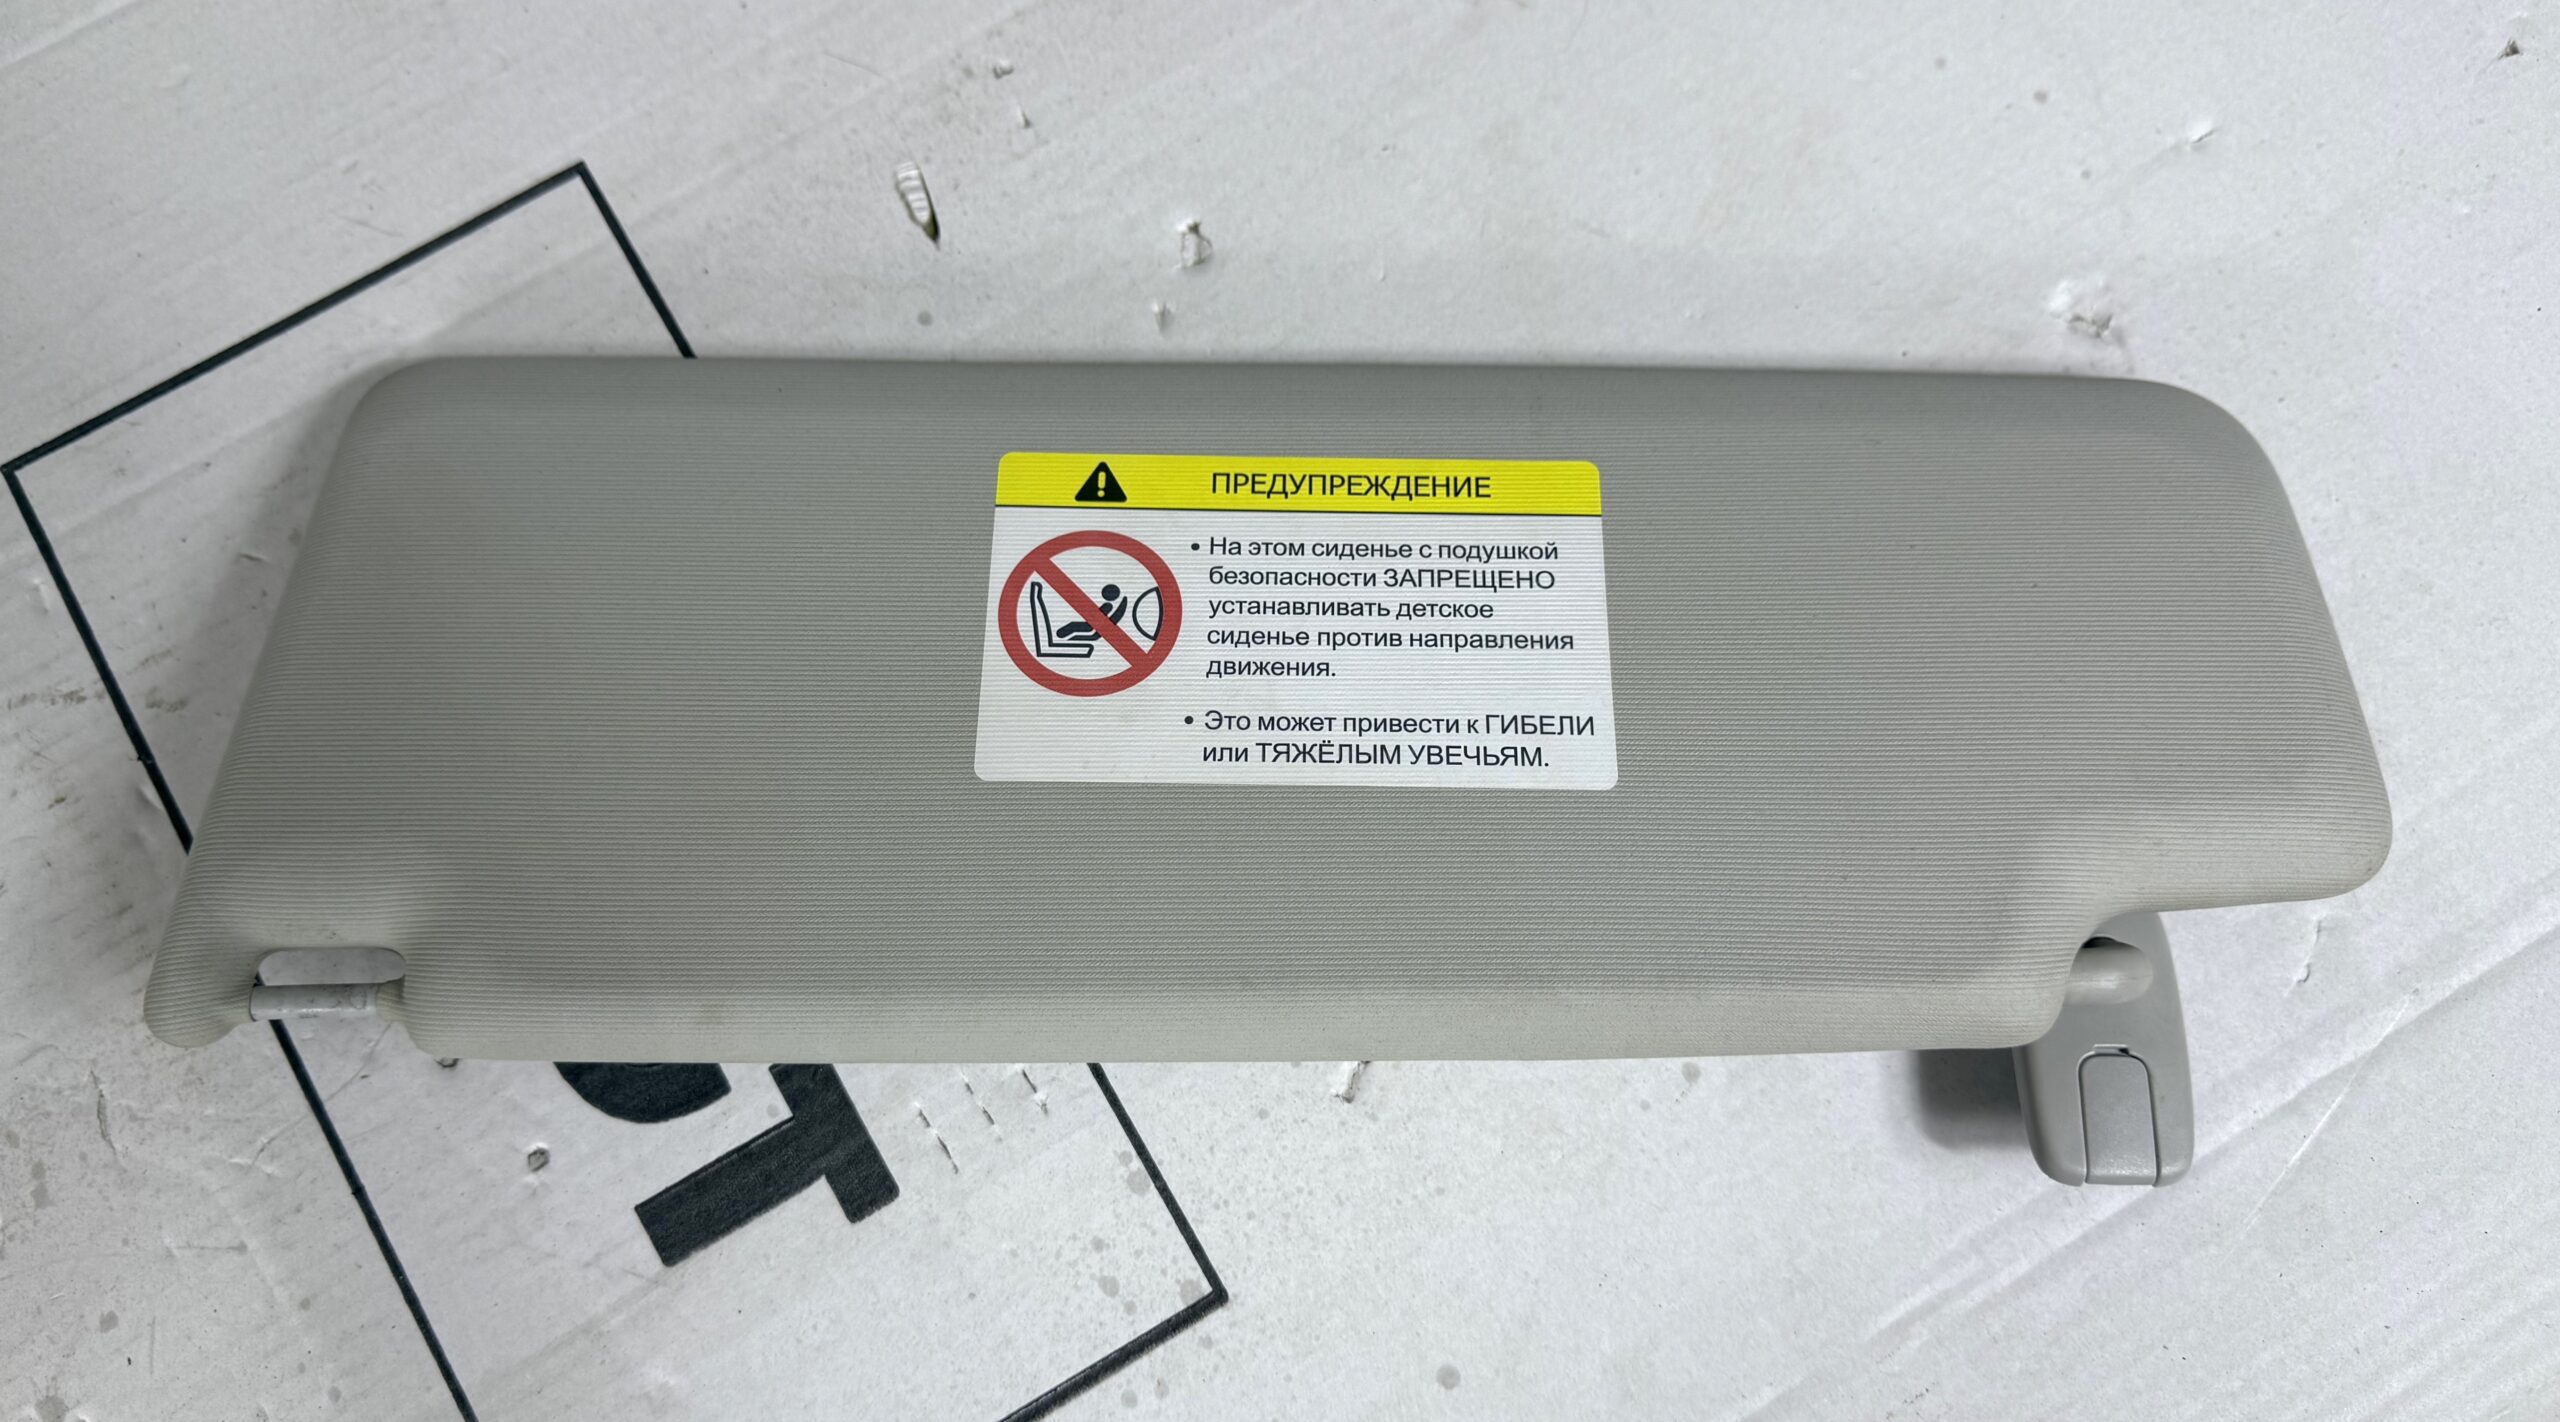 ПРЕДУПРЕЖДЕНИЕ
• На этом сиденье с подушкой
безопасности ЗАПРЕЩЕНО
устанавливать детское
сиденье против направления
движения.
• Это может привести к ГИБЕЛИ
или ТЯЖЁЛЫМ УВЕЧЬЯМ.